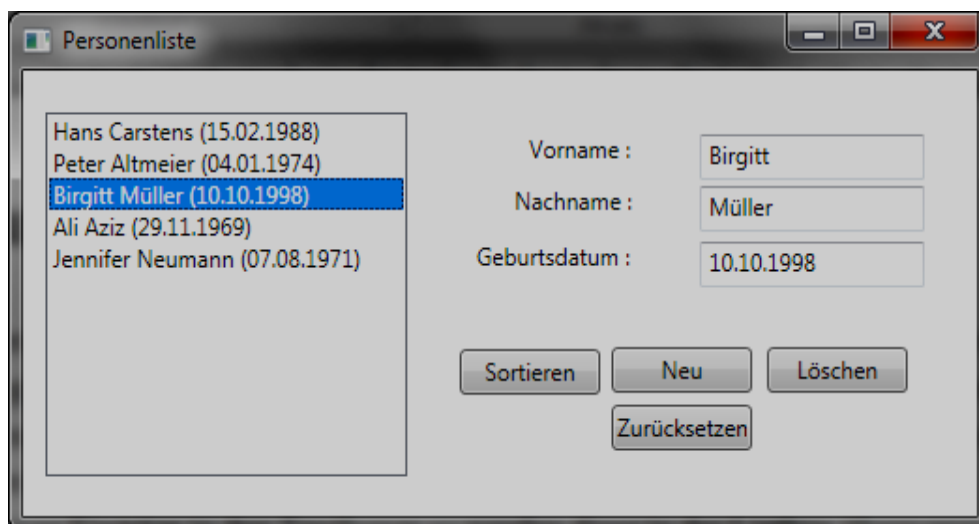 Personenliste
Hans Carstens (15.02.1988)
Peter Altmeier (04.01.1974)
Birgitt Müller (10.10.1998)
Ali Aziz (29.11.1969)
Jennifer Neumann (07.08.1971)
Vorname : Birgitt
Nachname : Müller
Geburtsdatum : 10.10.1998
Sortieren Neu Löschen
Zurücksetzen